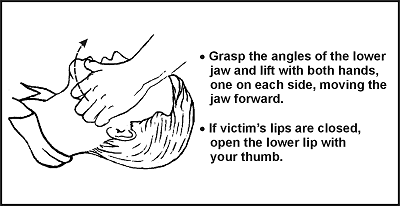 • Grasp the angles of the lower
jaw and lift with both hands,
one on each side, moving the
jaw forward.
• If victim's lips are closed,
open the lower lip with
your thumb.